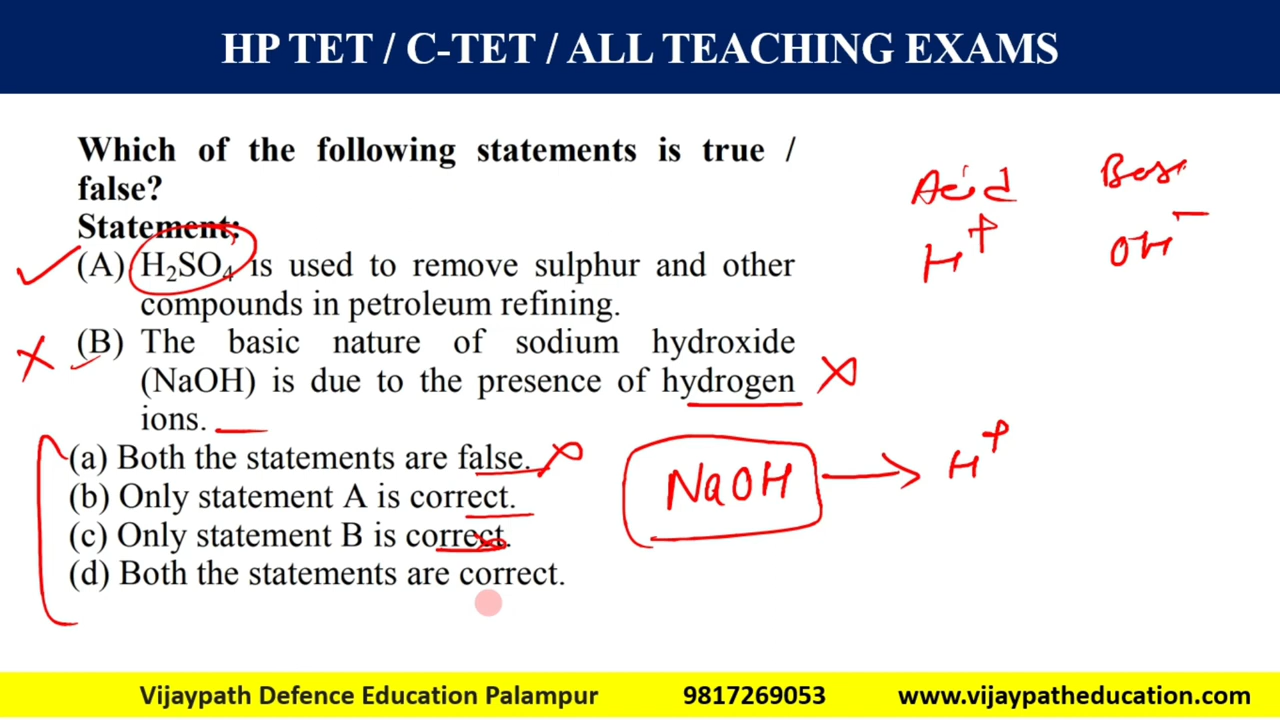 HP TET / C-TET / ALL TEACHING EXAMS
Which of the following statements is true /
false?
Statement:
(A) H₂SO₄ is used to remove sulphur and other
compounds in petroleum refining.
(B) The basic nature of sodium hydroxide
(NaOH) is due to the presence of hydrogen
ions.
(a) Both the statements are false.
(b) Only statement A is correct.
(c) Only statement B is correct.
(d) Both the statements are correct.
Acid Base
H⁺ OH⁻
NaOH → H⁺
Vijaypath Defence Education Palampur 9817269053 www.vijaypatheducation.com